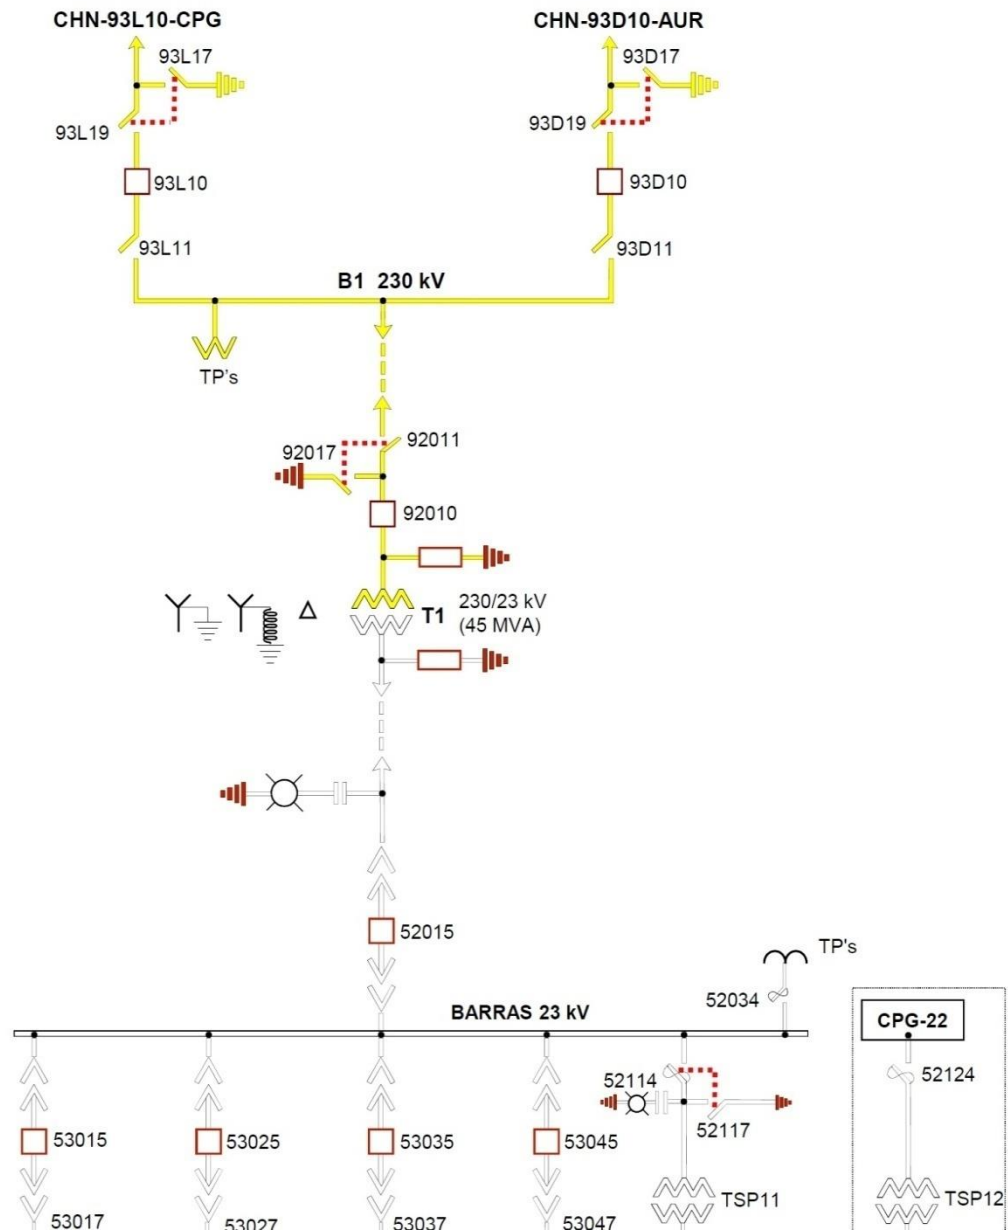 CHN-93L10-CPG
CHN-93D10-AUR
93L17
93D17
93L19
93D19
93L10
93D10
93L11
93D11
B1 230 kV
TP's
92017
92011
92010
T1
230/23 kV
(45 MVA)
52015
TP's
52034
BARRAS 23 kV
CPG-22
52114
52124
52117
53015
53025
53035
53045
TSP11
TSP12
53017
53027
53037
53047